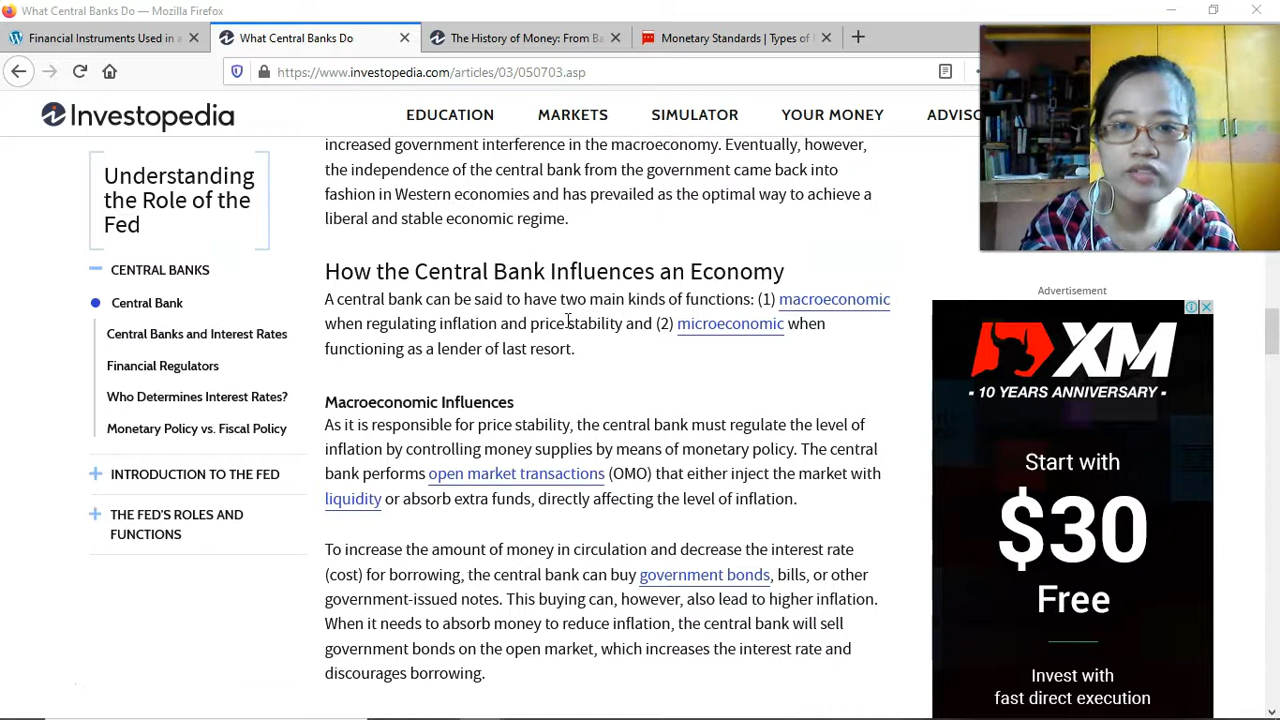 What Central Banks Do — Mozilla Firefox
Financial Instruments Used in a
What Central Banks Do
The History of Money: From Ba
Monetary Standards | Types of
https://www.investopedia.com/articles/03/050703.asp
Investopedia
EDUCATION
MARKETS
SIMULATOR
YOUR MONEY
ADVISO
Understanding
the Role of the
Fed
CENTRAL BANKS
Central Bank
Central Banks and Interest Rates
Financial Regulators
Who Determines Interest Rates?
Monetary Policy vs. Fiscal Policy
INTRODUCTION TO THE FED
THE FED'S ROLES AND
FUNCTIONS
increased government interference in the macroeconomy. Eventually, however,
the independence of the central bank from the government came back into
fashion in Western economies and has prevailed as the optimal way to achieve a
liberal and stable economic regime.
How the Central Bank Influences an Economy
A central bank can be said to have two main kinds of functions: (1) macroeconomic
when regulating inflation and price stability and (2) microeconomic when
functioning as a lender of last resort.
Macroeconomic Influences
As it is responsible for price stability, the central bank must regulate the level of
inflation by controlling money supplies by means of monetary policy. The central
bank performs open market transactions (OMO) that either inject the market with
liquidity or absorb extra funds, directly affecting the level of inflation.
To increase the amount of money in circulation and decrease the interest rate
(cost) for borrowing, the central bank can buy government bonds, bills, or other
government-issued notes. This buying can, however, also lead to higher inflation.
When it needs to absorb money to reduce inflation, the central bank will sell
government bonds on the open market, which increases the interest rate and
discourages borrowing.
Advertisement
XM
- 10 YEARS ANNIVERSARY -
Start with
$30
Free
Invest with
fast direct execution